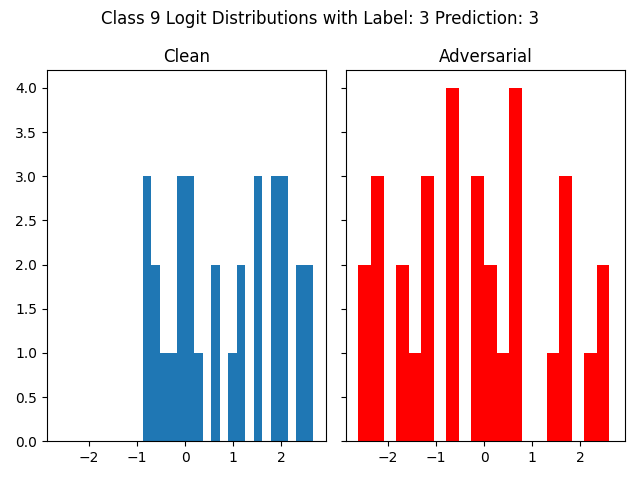 Class 9 Logit Distributions with Label: 3 Prediction: 3
Clean
Adversarial
4.0
3.5
3.0
2.5
2.0
1.5
1.0
0.5
0.0
−2 −1 0 1 2
−2 −1 0 1 2